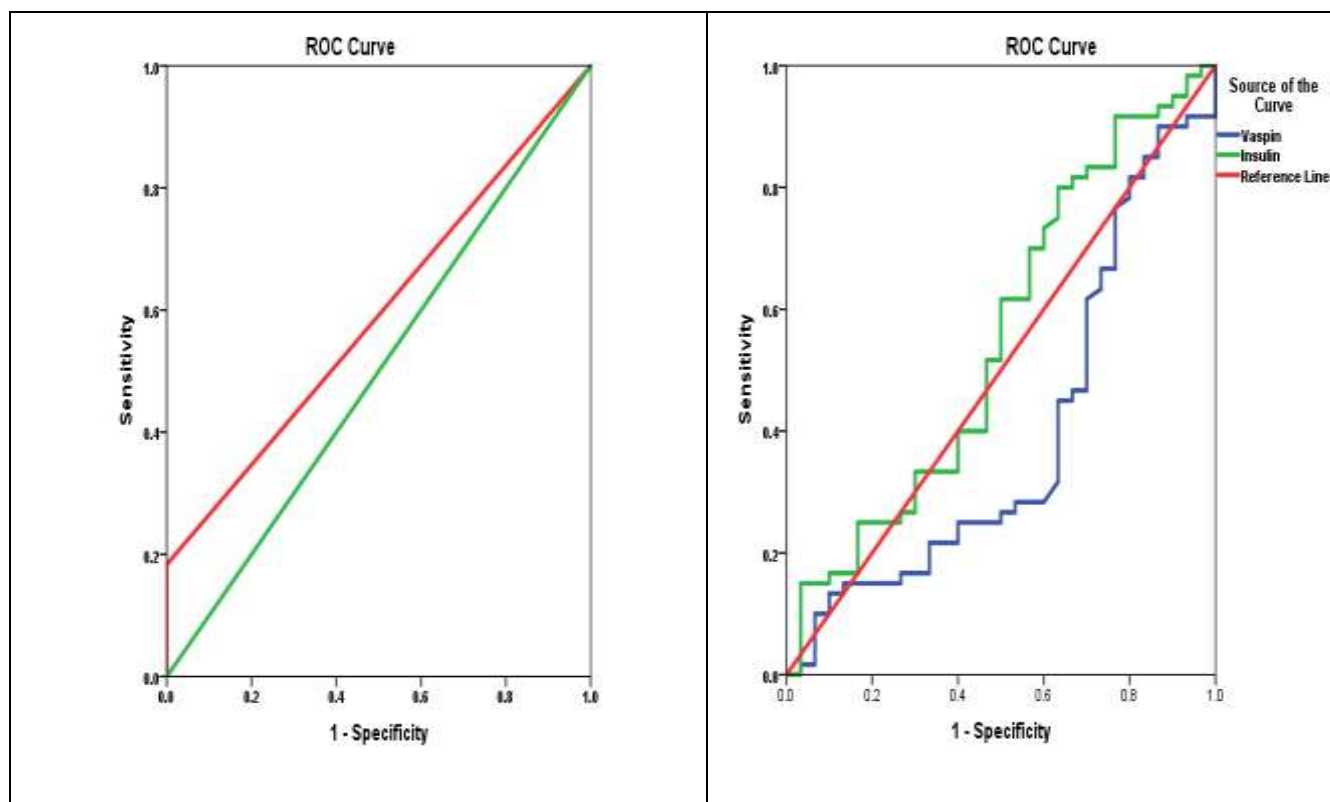 ROC Curve
1.0
0.8
0.6
0.4
0.2
0.0
Sensitivity
0.0 0.2 0.4 0.6 0.8 1.0
1 - Specificity
ROC Curve
1.0
0.8
0.6
0.4
0.2
0.0
Sensitivity
0.0 0.2 0.4 0.6 0.8 1.0
1 - Specificity
Source of the
Curve
Vaspin
Insulin
Reference Line